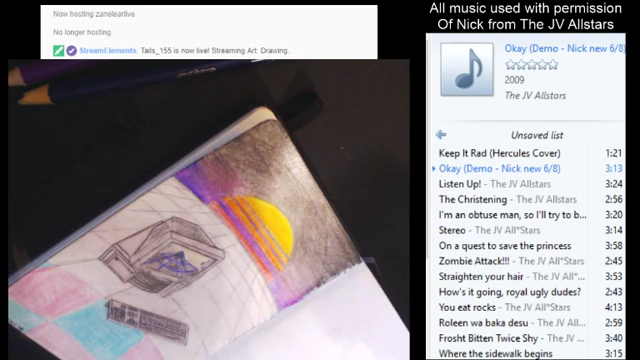 Now hosting zanelearlive
No longer hosting
StreamElements: Tails_155 is now live! Streaming Art: Drawing.
All music used with permission
Of Nick from The JV Allstars
Okay (Demo - Nick new 6/8)
2009
The JV Allstars
Unsaved list
Keep It Rad (Hercules Cover) 1:21
Okay (Demo - Nick new 6/8) 3:13
Listen Up! - The JV Allstars 3:24
The Christening - The JV Allstars 2:56
I'm an obtuse man, so I'll try to b... 3:20
Stereo - The JV All*Stars 3:14
On a quest to save the princess 3:58
Zombie Attack!!! - The JV All*Stars 2:45
Straighten your hair - The JV All*S... 3:53
How's it going, royal ugly dudes? 2:43
You eat rocks - The JV All*Stars 4:13
Roleen wa baka desu - The JV All... 2:59
Frosht Bitten Twice Shy - The JV All... 3:40
Where the sidewalk begins 3:15